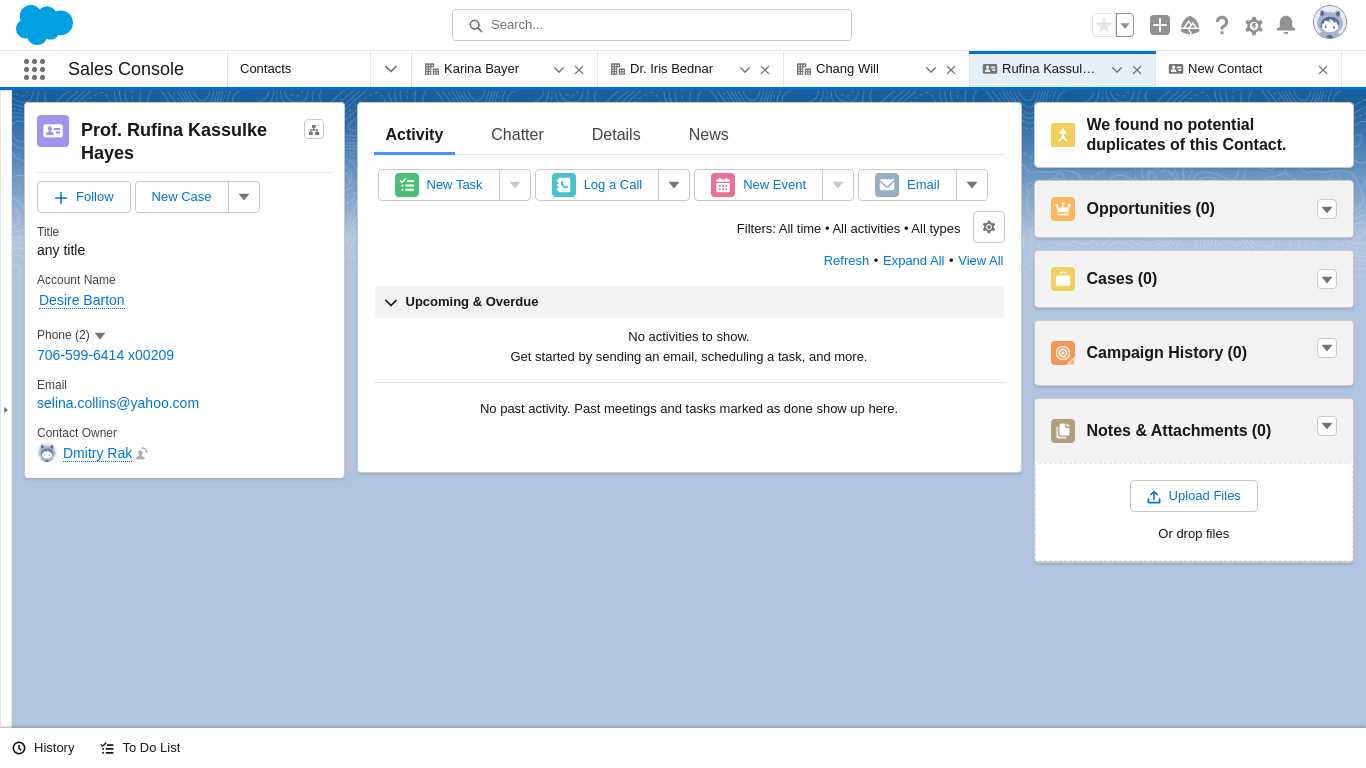 Search...
Sales Console
Contacts
Karina Bayer
Dr. Iris Bednar
Chang Will
Rufina Kassul…
New Contact
Prof. Rufina Kassulke
Hayes
Follow
New Case
Title
any title
Account Name
Desire Barton
Phone (2)
706-599-6414 x00209
Email
selina.collins@yahoo.com
Contact Owner
Dmitry Rak
Activity
Chatter
Details
News
New Task
Log a Call
New Event
Email
Filters: All time • All activities • All types
Refresh • Expand All • View All
Upcoming & Overdue
No activities to show.
Get started by sending an email, scheduling a task, and more.
No past activity. Past meetings and tasks marked as done show up here.
We found no potential
duplicates of this Contact.
Opportunities (0)
Cases (0)
Campaign History (0)
Notes & Attachments (0)
Upload Files
Or drop files
History
To Do List